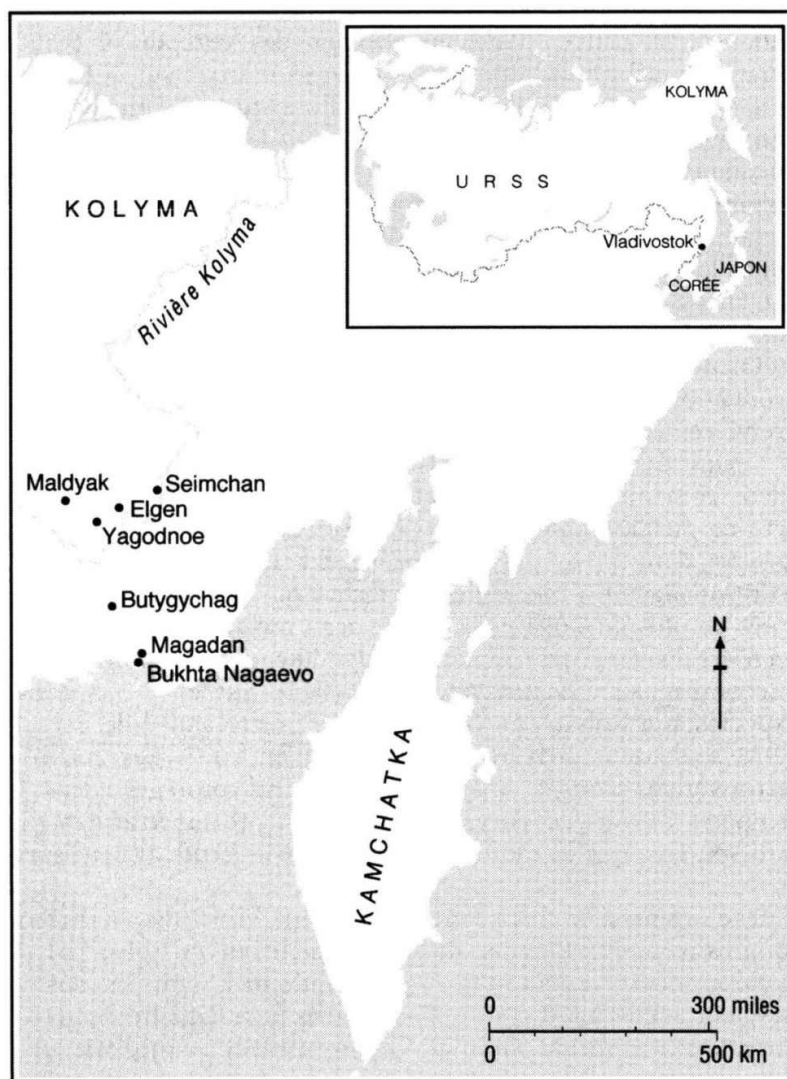 KOLYMA
U R S S
Vladivostok
JAPON
CORÉE
KOLYMA
Rivière Kolyma
Maldyak
Seimchan
Elgen
Yagodnoe
Butygychag
Magadan
Bukhta Nagaevo
N
KAMCHATKA
0 300 miles
0 500 km